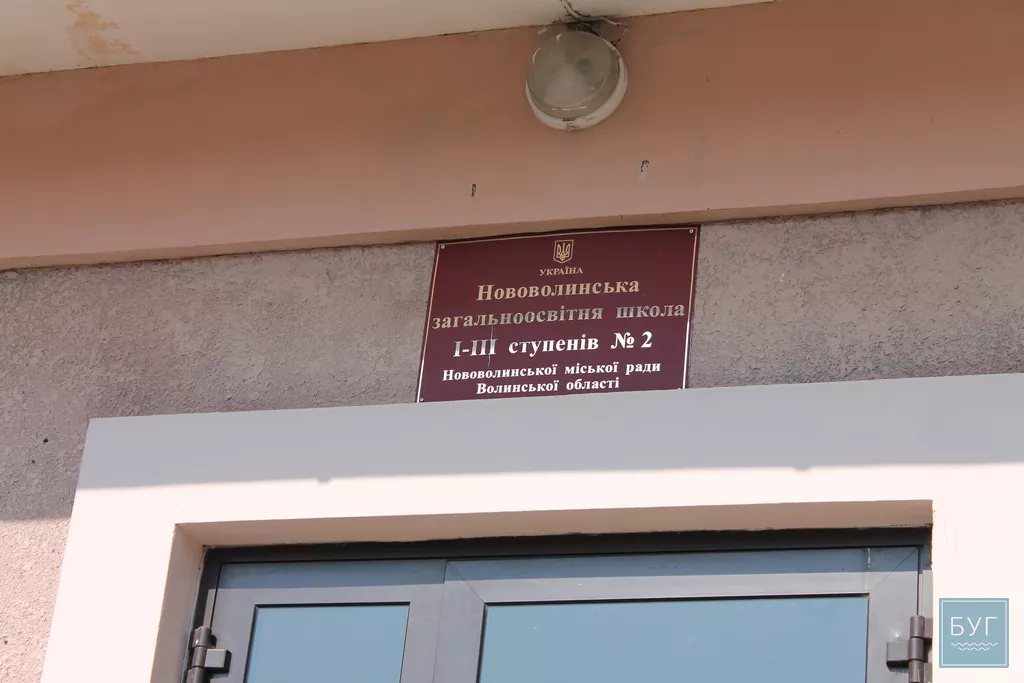 УКРАЇНА
Нововолинська
загальноосвітня школа
І-ІІІ ступенів № 2
Нововолинської міської ради
Волинської області
БУГ